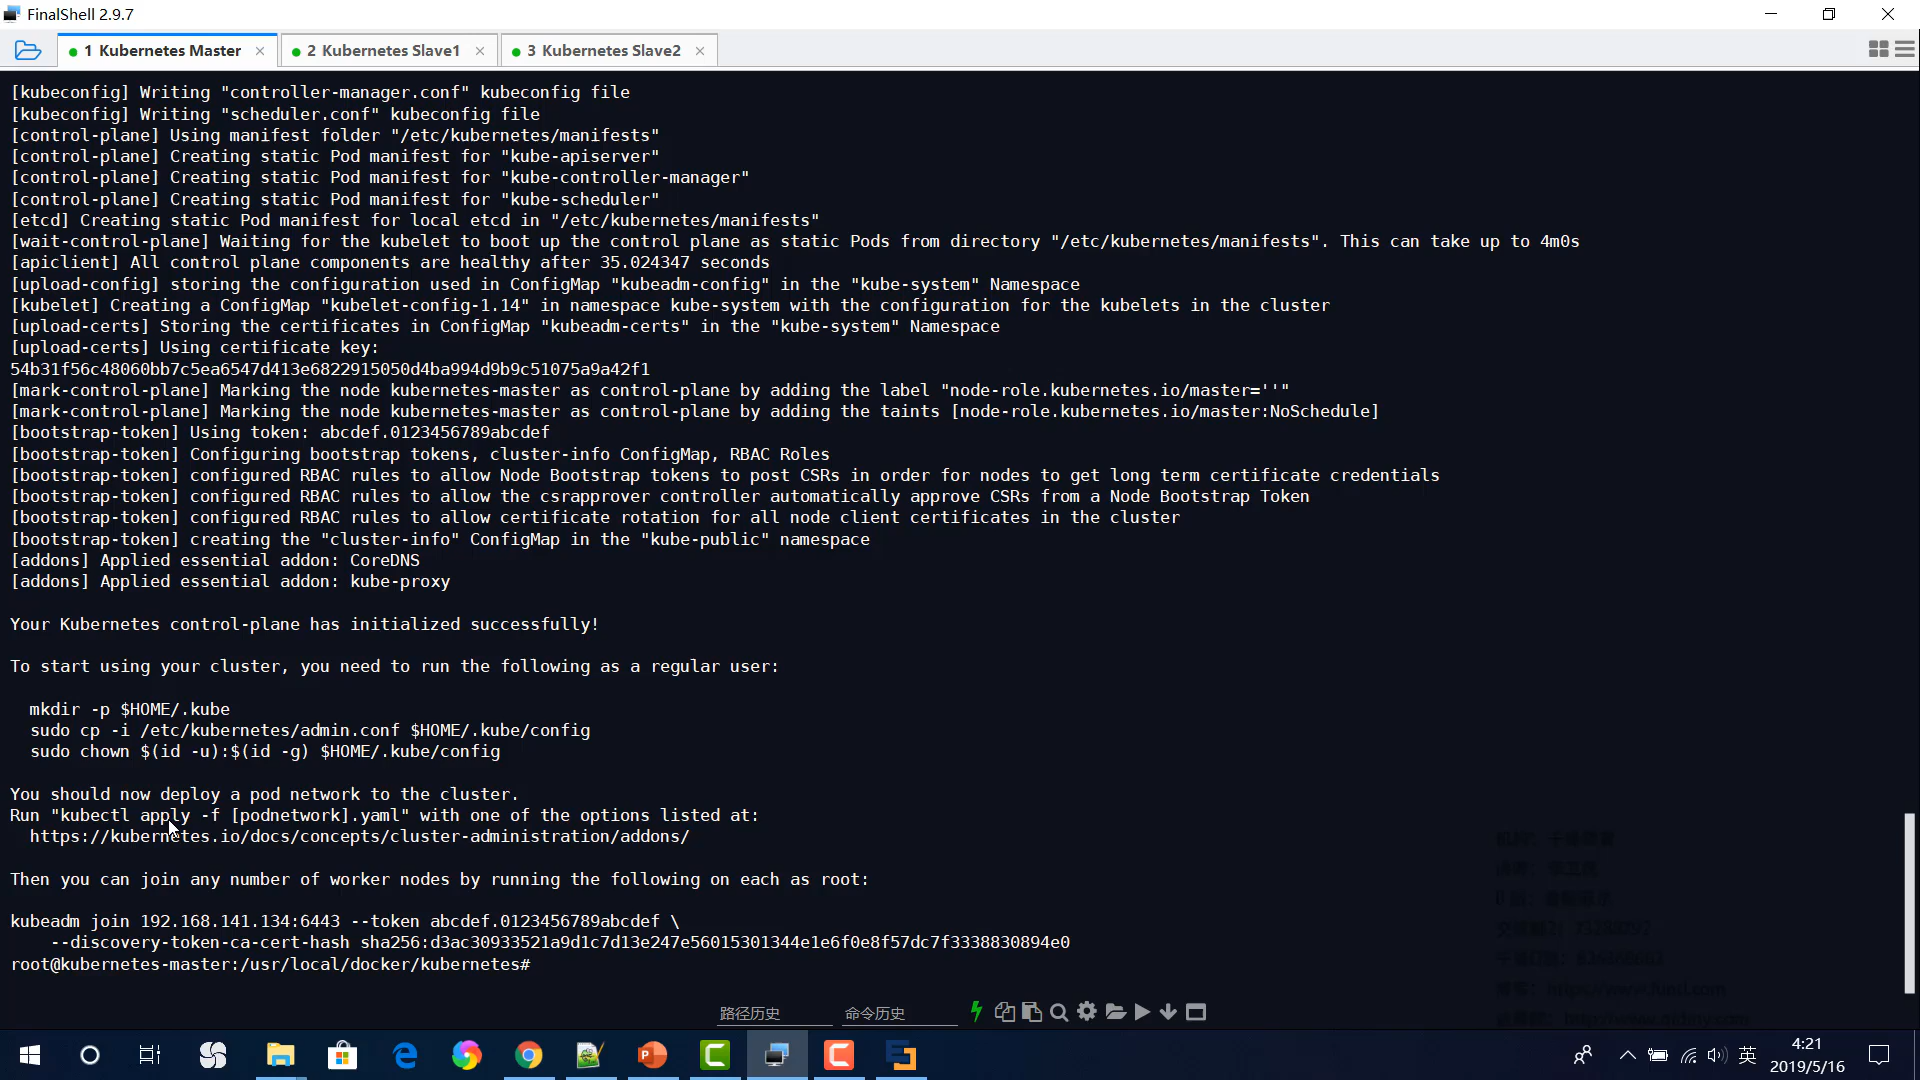 FinalShell 2.9.7
1 Kubernetes Master
2 Kubernetes Slave1
3 Kubernetes Slave2
[kubeconfig] Writing "controller-manager.conf" kubeconfig file
[kubeconfig] Writing "scheduler.conf" kubeconfig file
[control-plane] Using manifest folder "/etc/kubernetes/manifests"
[control-plane] Creating static Pod manifest for "kube-apiserver"
[control-plane] Creating static Pod manifest for "kube-controller-manager"
[control-plane] Creating static Pod manifest for "kube-scheduler"
[etcd] Creating static Pod manifest for local etcd in "/etc/kubernetes/manifests"
[wait-control-plane] Waiting for the kubelet to boot up the control plane as static Pods from directory "/etc/kubernetes/manifests". This can take up to 4m0s
[apiclient] All control plane components are healthy after 35.024347 seconds
[upload-config] storing the configuration used in ConfigMap "kubeadm-config" in the "kube-system" Namespace
[kubelet] Creating a ConfigMap "kubelet-config-1.14" in namespace kube-system with the configuration for the kubelets in the cluster
[upload-certs] Storing the certificates in ConfigMap "kubeadm-certs" in the "kube-system" Namespace
[upload-certs] Using certificate key:
54b31f56c48060bb7c5ea6547d413e6822915050d4ba994d9b9c51075a9a42f1
[mark-control-plane] Marking the node kubernetes-master as control-plane by adding the label "node-role.kubernetes.io/master=''"
[mark-control-plane] Marking the node kubernetes-master as control-plane by adding the taints [node-role.kubernetes.io/master:NoSchedule]
[bootstrap-token] Using token: abcdef.0123456789abcdef
[bootstrap-token] Configuring bootstrap tokens, cluster-info ConfigMap, RBAC Roles
[bootstrap-token] configured RBAC rules to allow Node Bootstrap tokens to post CSRs in order for nodes to get long term certificate credentials
[bootstrap-token] configured RBAC rules to allow the csrapprover controller automatically approve CSRs from a Node Bootstrap Token
[bootstrap-token] configured RBAC rules to allow certificate rotation for all node client certificates in the cluster
[bootstrap-token] creating the "cluster-info" ConfigMap in the "kube-public" namespace
[addons] Applied essential addon: CoreDNS
[addons] Applied essential addon: kube-proxy
Your Kubernetes control-plane has initialized successfully!
To start using your cluster, you need to run the following as a regular user:
mkdir -p $HOME/.kube
sudo cp -i /etc/kubernetes/admin.conf $HOME/.kube/config
sudo chown $(id -u):$(id -g) $HOME/.kube/config
You should now deploy a pod network to the cluster.
Run "kubectl apply -f [podnetwork].yaml" with one of the options listed at:
https://kubernetes.io/docs/concepts/cluster-administration/addons/
Then you can join any number of worker nodes by running the following on each as root:
kubeadm join 192.168.141.134:6443 --token abcdef.0123456789abcdef \
--discovery-token-ca-cert-hash sha256:d3ac30933521a9d1c7d13e247e56015301344e1e6f0e8f57dc7f3338830894e0
root@kubernetes-master:/usr/local/docker/kubernetes#
路径历史
命令历史
英
4:21
2019/5/16